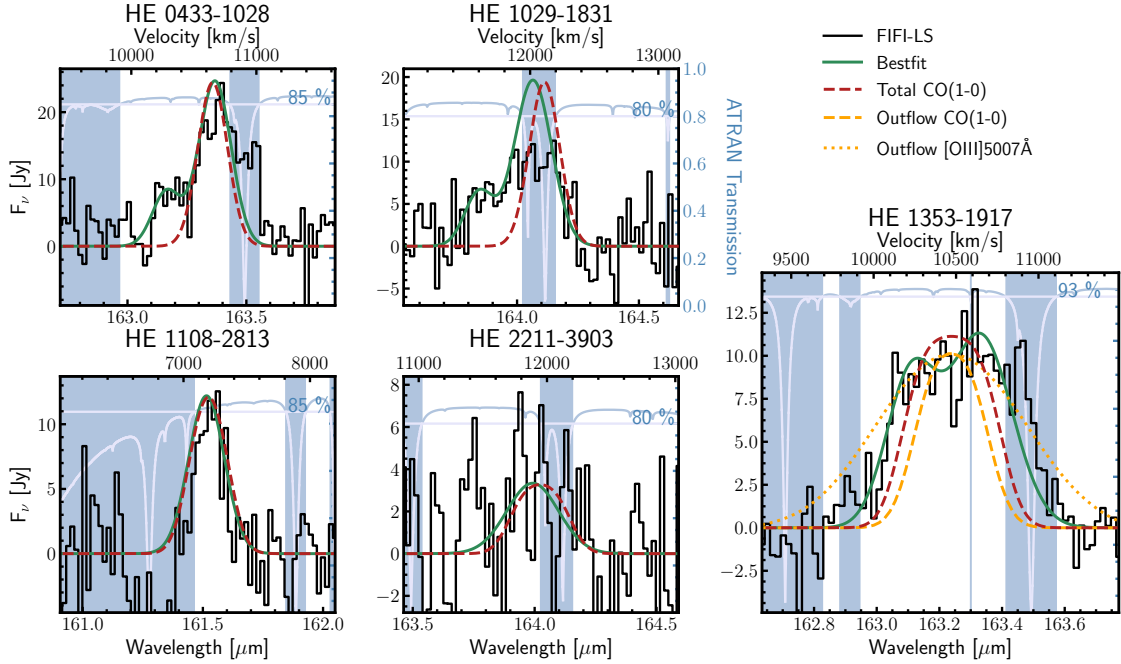 HE 0433-1028
Velocity [km/s]
10000 11000
85 %
20
10
0
F_ν [Jy]
163.0 163.5
HE 1029-1831
Velocity [km/s]
11000 12000 13000
80 %
20
15
10
5
0
−5
164.0 164.5
1.0
0.8
0.6
0.4
0.2
0.0
ATRAN Transmission
FIFI-LS
Bestfit
Total CO(1-0)
Outflow CO(1-0)
Outflow [OIII]5007Å
HE 1108-2813
7000 8000
85 %
10
5
0
F_ν [Jy]
161.0 161.5 162.0
Wavelength [μm]
HE 2211-3903
11000 12000 13000
80 %
8
6
4
2
0
−2
163.5 164.0 164.5
Wavelength [μm]
HE 1353-1917
Velocity [km/s]
9500 10000 10500 11000
93 %
12.5
10.0
7.5
5.0
2.5
0.0
−2.5
162.8 163.0 163.2 163.4 163.6
Wavelength [μm]